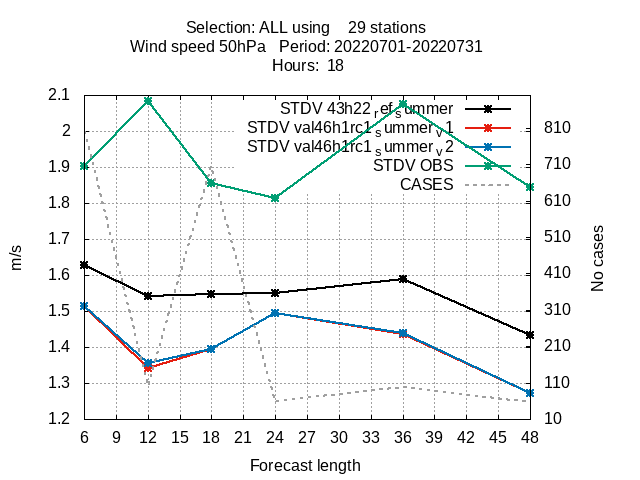 Selection: ALL using 29 stations
Wind speed 50hPa Period: 20220701-20220731
Hours: 18
STDV 43h22refsummer
STDV val46h1rc1summerv1
STDV val46h1rc1summerv2
STDV OBS
CASES
2.1
2
1.9
1.8
1.7
1.6
1.5
1.4
1.3
1.2
m/s
810
710
610
510
410
310
210
110
10
No cases
6 9 12 15 18 21 24 27 30 33 36 39 42 45 48
Forecast length